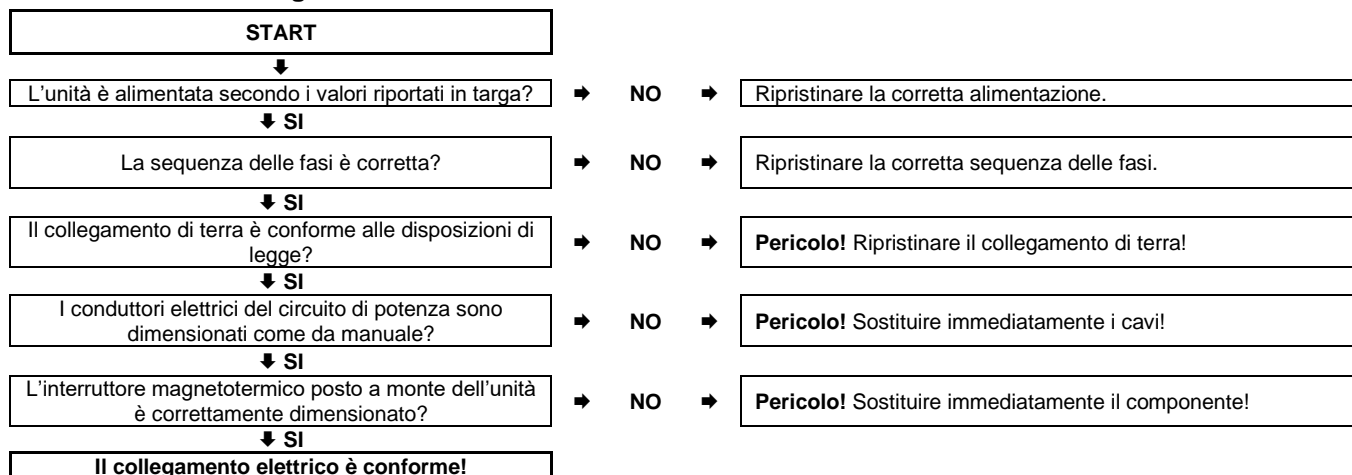 START
🡇
L'unità è alimentata secondo i valori riportati in targa? 🡆 NO 🡆 Ripristinare la corretta alimentazione.
🡇 SI
La sequenza delle fasi è corretta? 🡆 NO 🡆 Ripristinare la corretta sequenza delle fasi.
🡇 SI
Il collegamento di terra è conforme alle disposizioni di
legge? 🡆 NO 🡆 Pericolo! Ripristinare il collegamento di terra!
🡇 SI
I conduttori elettrici del circuito di potenza sono
dimensionati come da manuale? 🡆 NO 🡆 Pericolo! Sostituire immediatamente i cavi!
🡇 SI
L'interruttore magnetotermico posto a monte dell'unità
è correttamente dimensionato? 🡆 NO 🡆 Pericolo! Sostituire immediatamente il componente!
🡇 SI
Il collegamento elettrico è conforme!